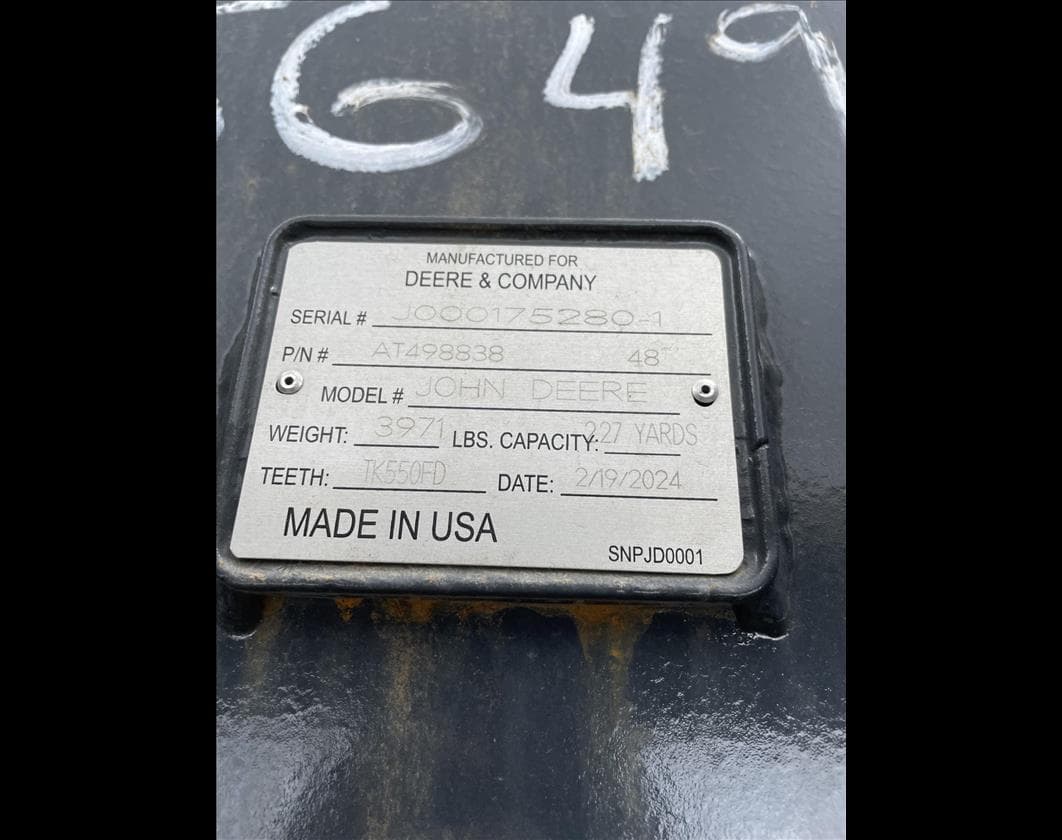 649
MANUFACTURED FOR
DEERE & COMPANY
SERIAL # J000175280-1
P/N # AT498838 48"
MODEL # JOHN DEERE
WEIGHT: 3971 LBS. CAPACITY: 2.27 YARDS
TEETH: TK550FD DATE: 2/19/2024
MADE IN USA
SNPJD0001